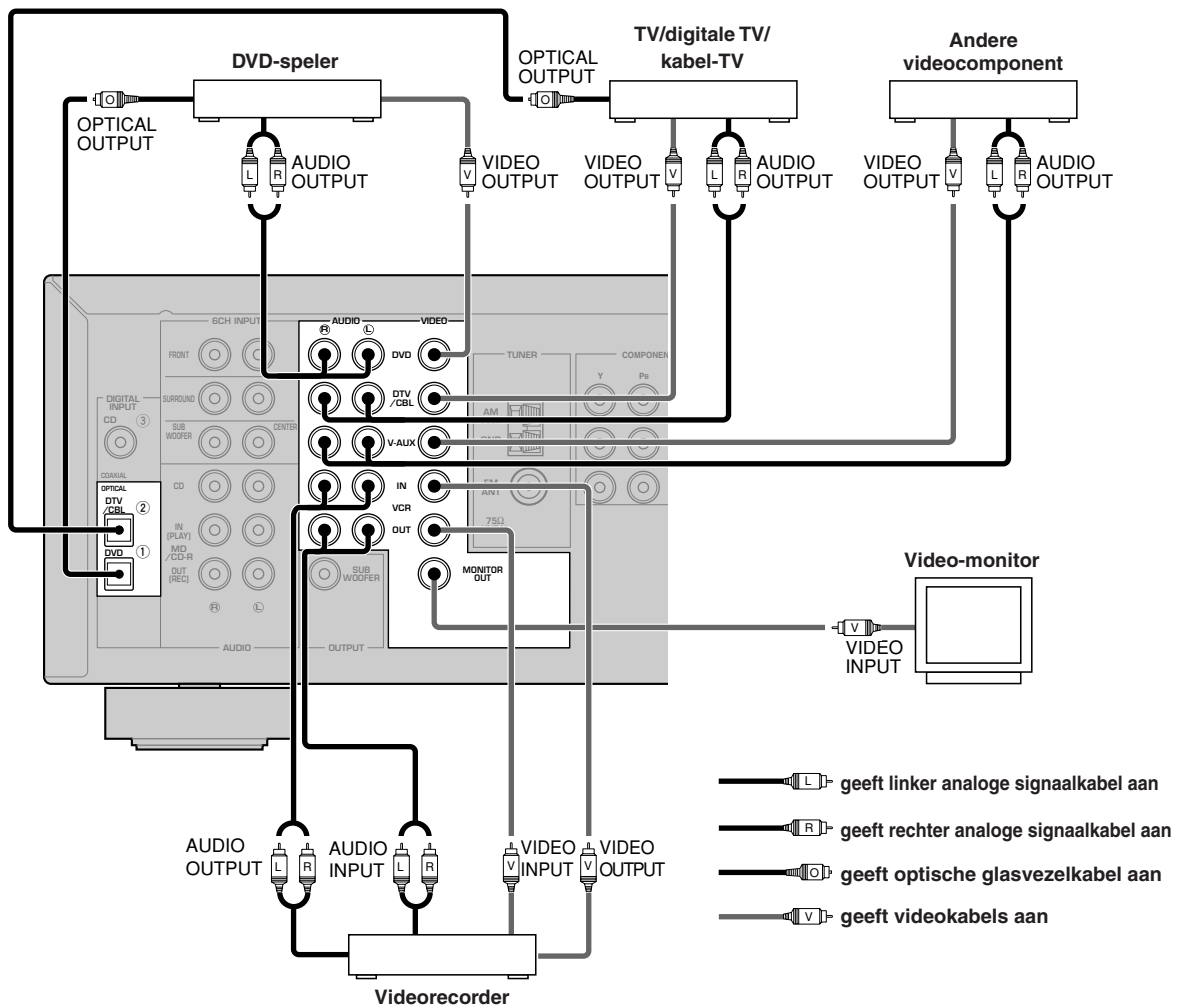 TV/digitale TV/
kabel-TV
Andere
videocomponent
DVD-speler
OPTICAL
OUTPUT
OPTICAL
OUTPUT
L
R
AUDIO
OUTPUT
V
VIDEO
OUTPUT
VIDEO
OUTPUT
V
L
R
AUDIO
OUTPUT
VIDEO
OUTPUT
V
L
R
AUDIO
OUTPUT
O
O
6CH INPUT
AUDIO
VIDEO
R
L
FRONT
DVD
TUNER
COMPONEN
Y
PB
DIGITAL
INPUT
CD ③
SURROUND
DTV
/CBL
AM
SUB
WOOFER
CENTER
V-AUX
GND
COAXIAL
OPTICAL
DTV
/CBL
②
CD
IN
VCR
OUT
FM
ANT
75Ω
IN
(PLAY)
MD
/CD-R
OUT
(REC)
DVD ①
SUB
WOOFER
MONITOR
OUT
R
L
AUDIO
OUTPUT
Video-monitor
V
VIDEO
INPUT
L geeft linker analoge signaalkabel aan
R geeft rechter analoge signaalkabel aan
O geeft optische glasvezelkabel aan
V geeft videokabels aan
AUDIO
OUTPUT
L
R
AUDIO
INPUT
L
R
V
VIDEO
INPUT
V
VIDEO
OUTPUT
Videorecorder